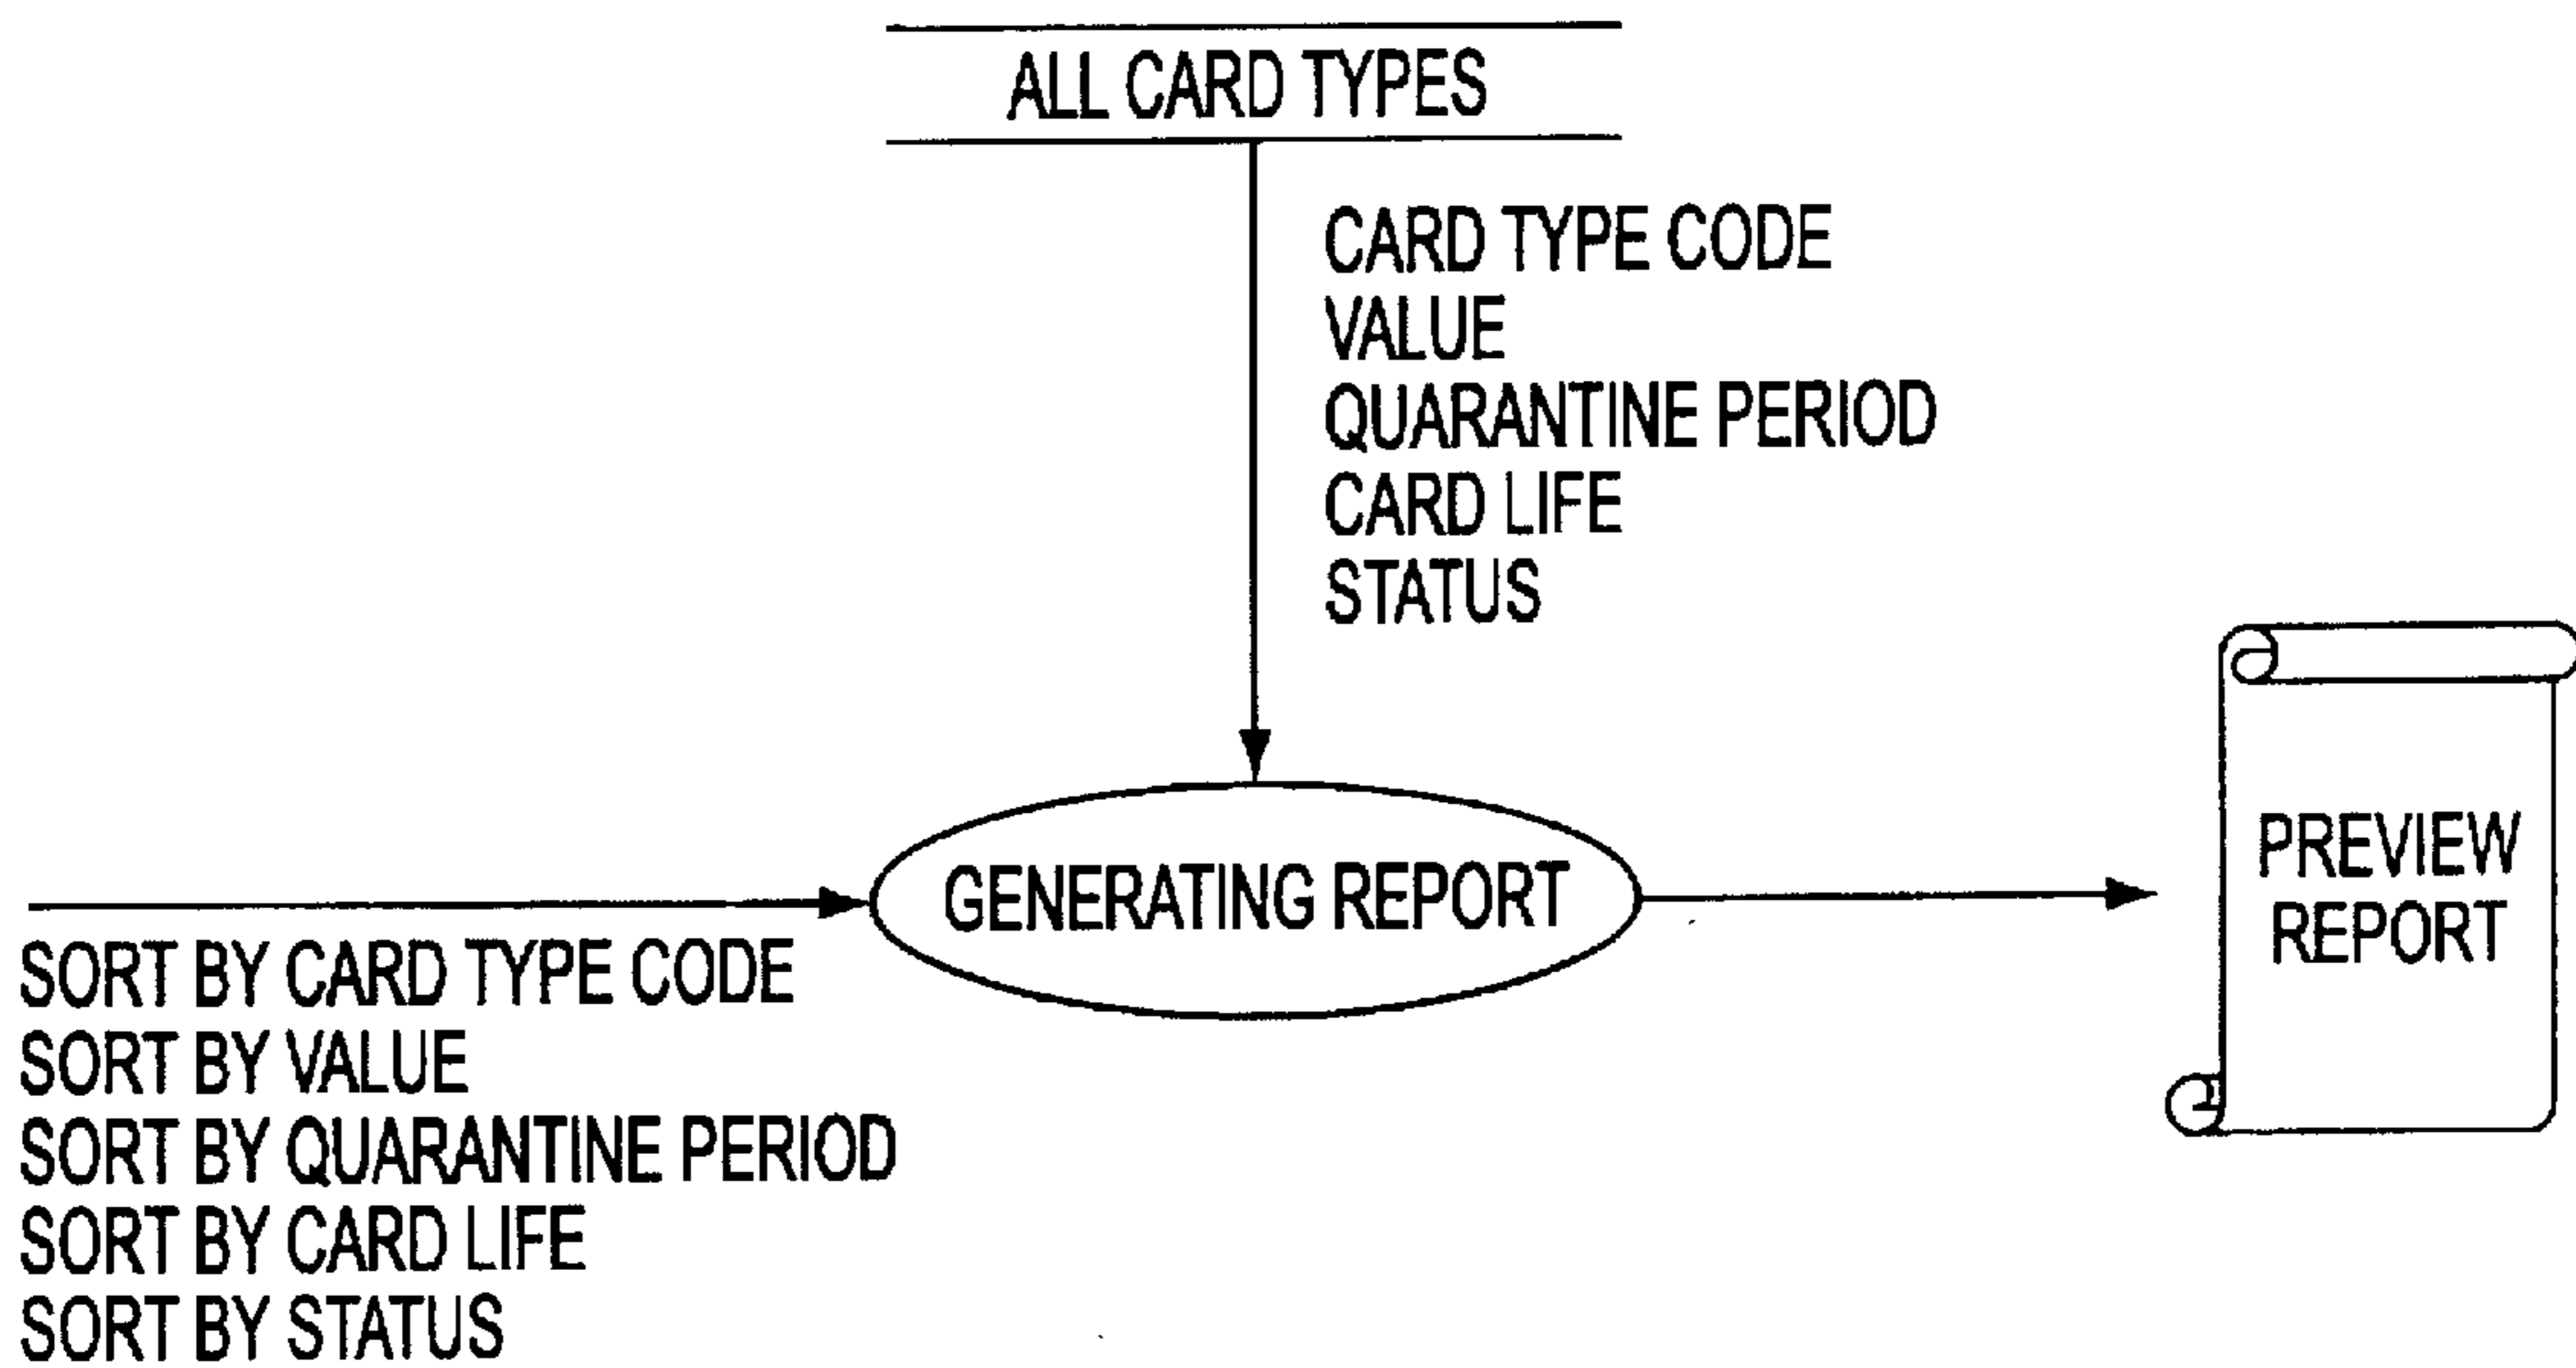 ALL CARD TYPES
CARD TYPE CODE
VALUE
QUARANTINE PERIOD
CARD LIFE
STATUS
GENERATING REPORT
PREVIEW
REPORT
SORT BY CARD TYPE CODE
SORT BY VALUE
SORT BY QUARANTINE PERIOD
SORT BY CARD LIFE
SORT BY STATUS